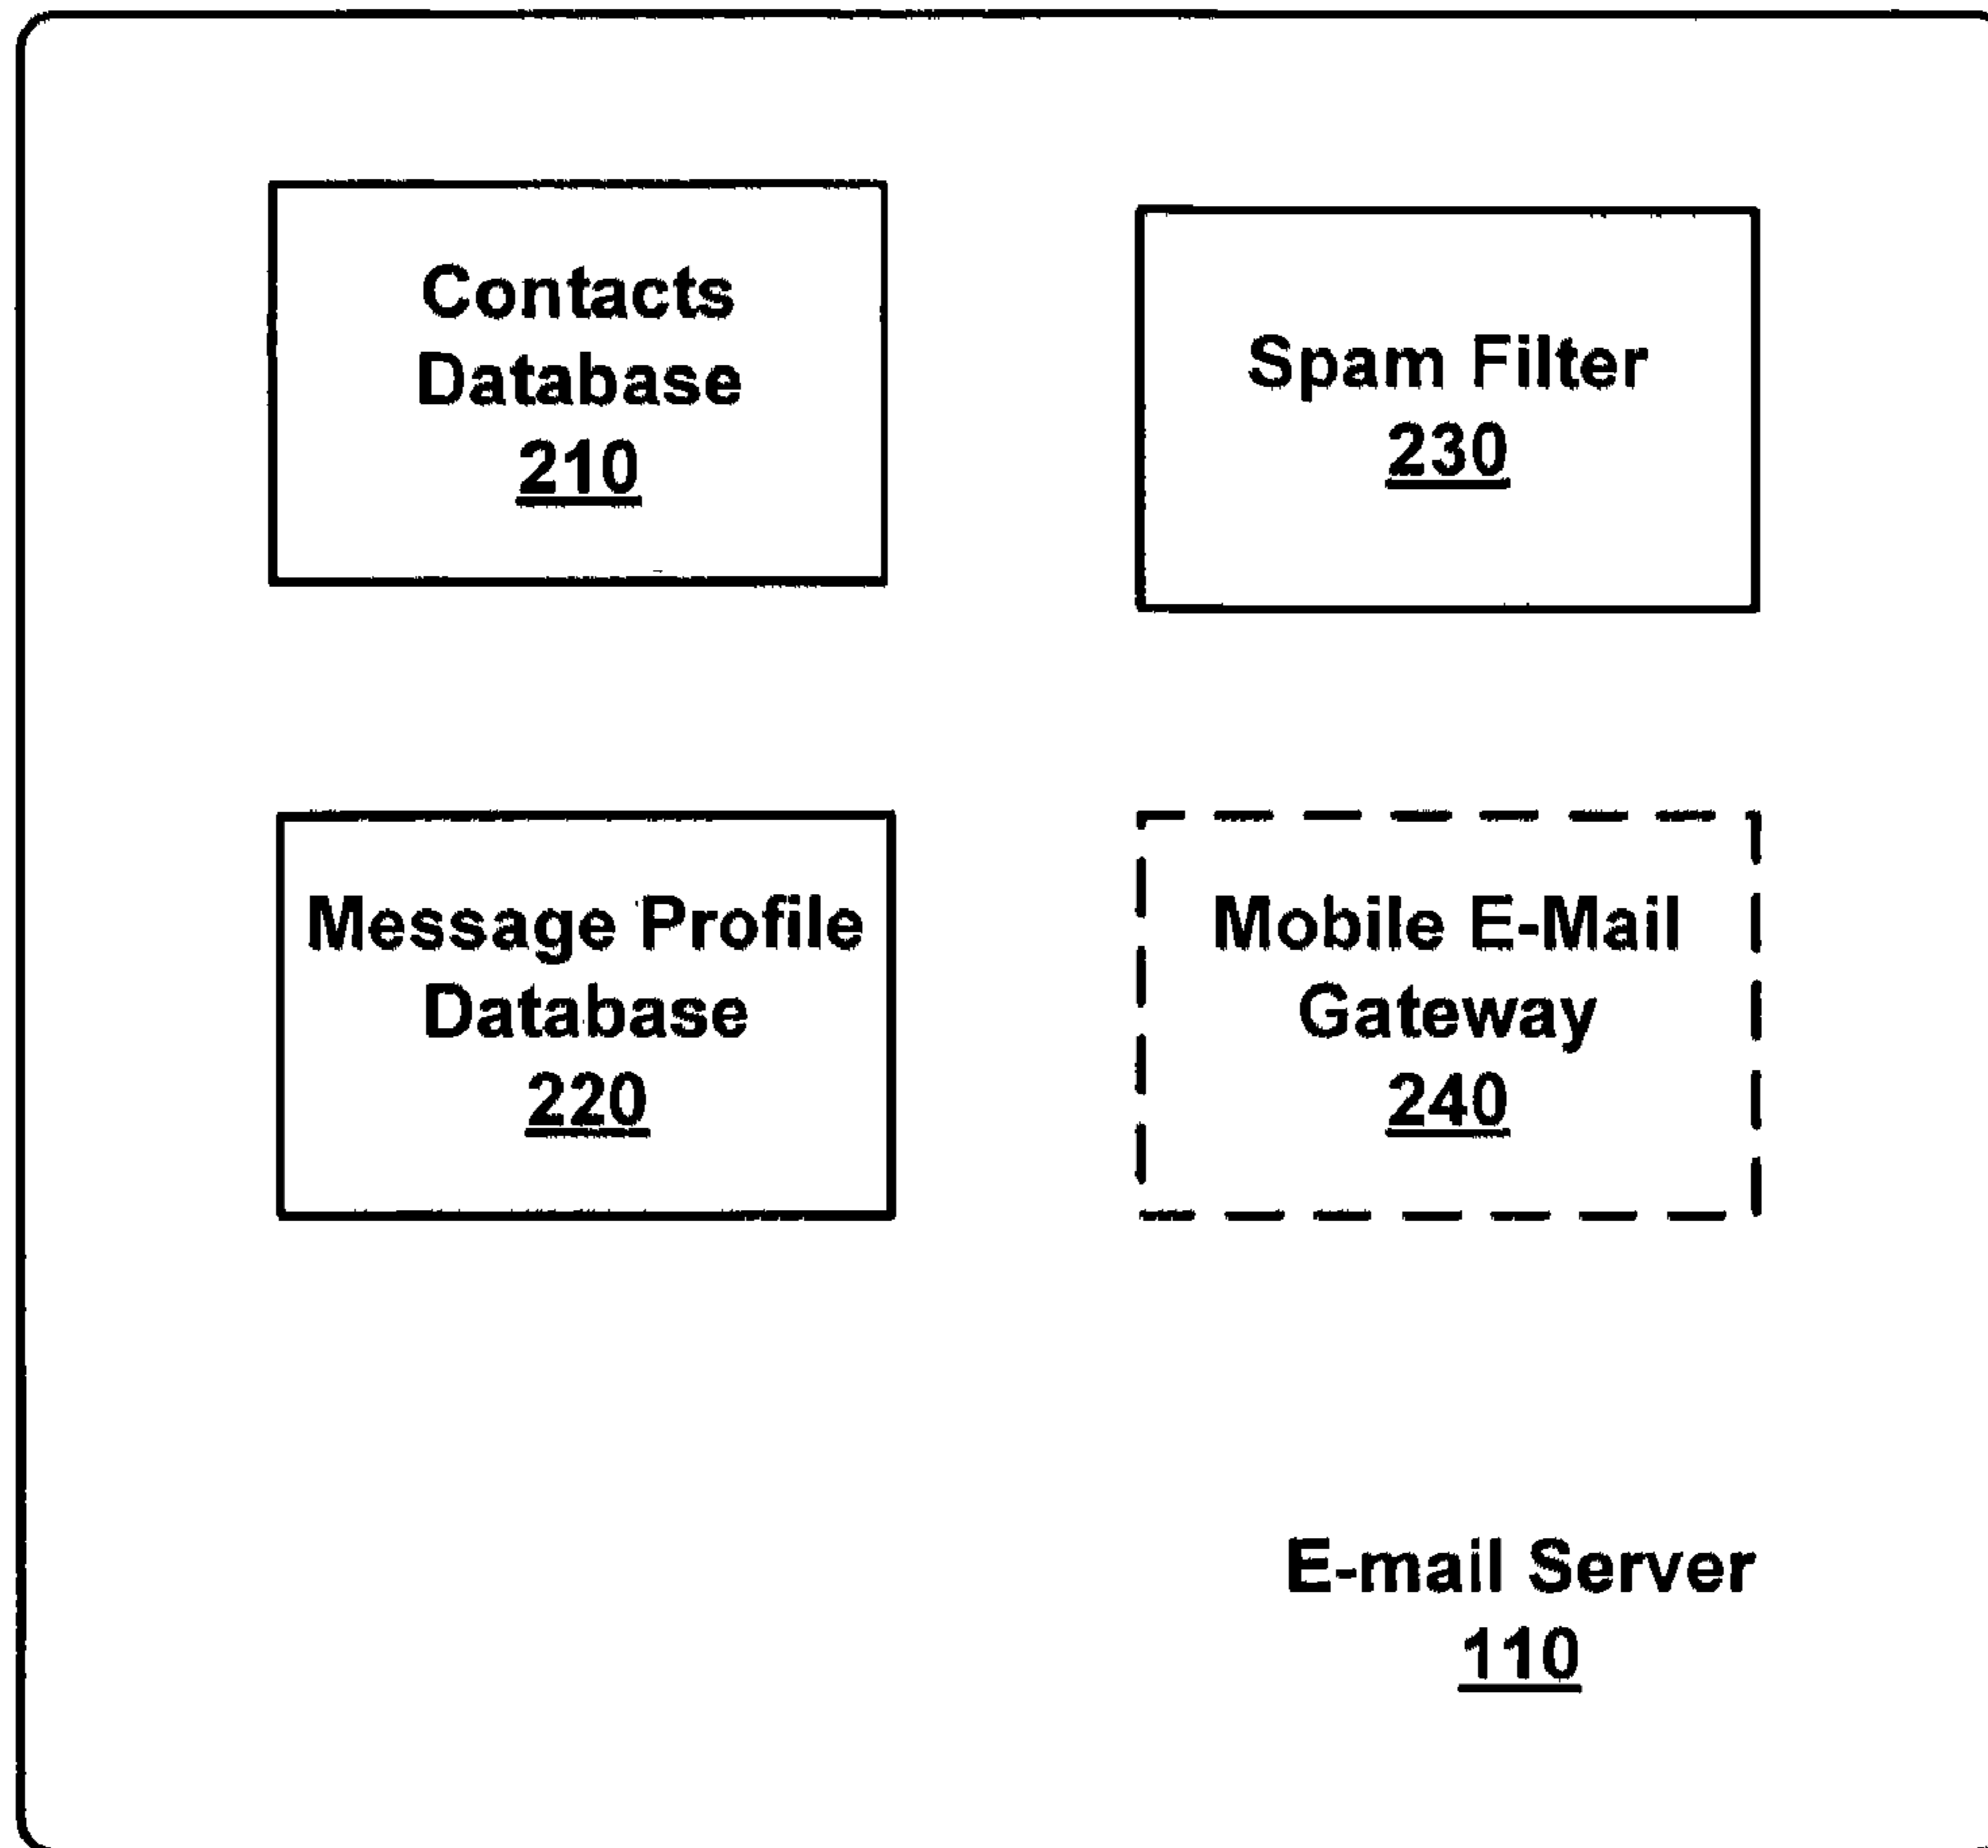 Contacts
Database
210
Spam Filter
230
Message Profile
Database
220
Mobile E-Mail
Gateway
240
E-mail Server
110